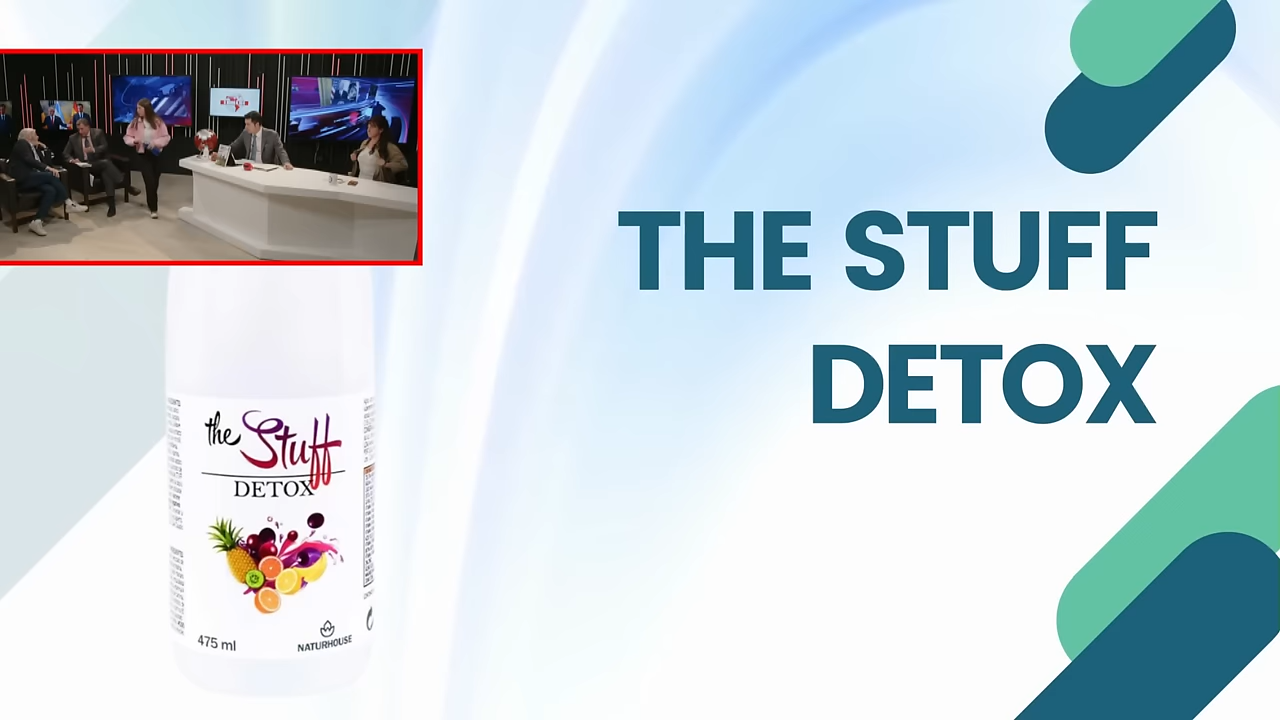 THE STUFF
DETOX
the Stuff
DETOX
475 ml
NATURHOUSE